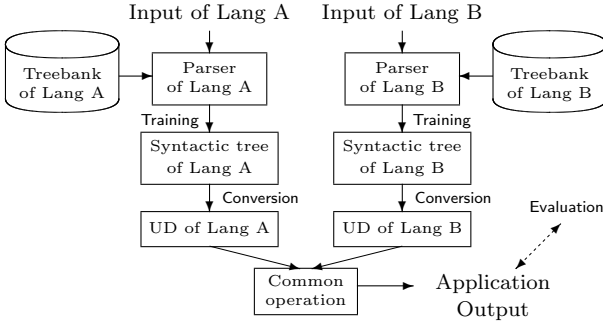 Input of Lang A
Input of Lang B
Treebank
of Lang A
Parser
of Lang A
Parser
of Lang B
Treebank
of Lang B
Training
Training
Syntactic tree
of Lang A
Syntactic tree
of Lang B
Conversion
Conversion
UD of Lang A
UD of Lang B
Evaluation
Common
operation
Application
Output